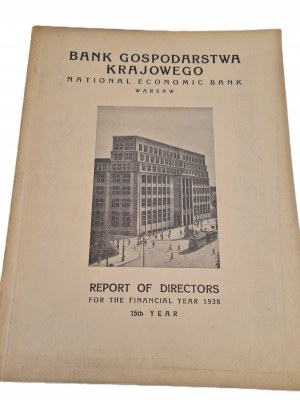 BANK GOSPODARSTWA
KRAJOWEGO
NATIONAL ECONOMIC BANK
WARSAW
REPORT OF DIRECTORS
FOR THE FINANCIAL YEAR 1938
15th YEAR